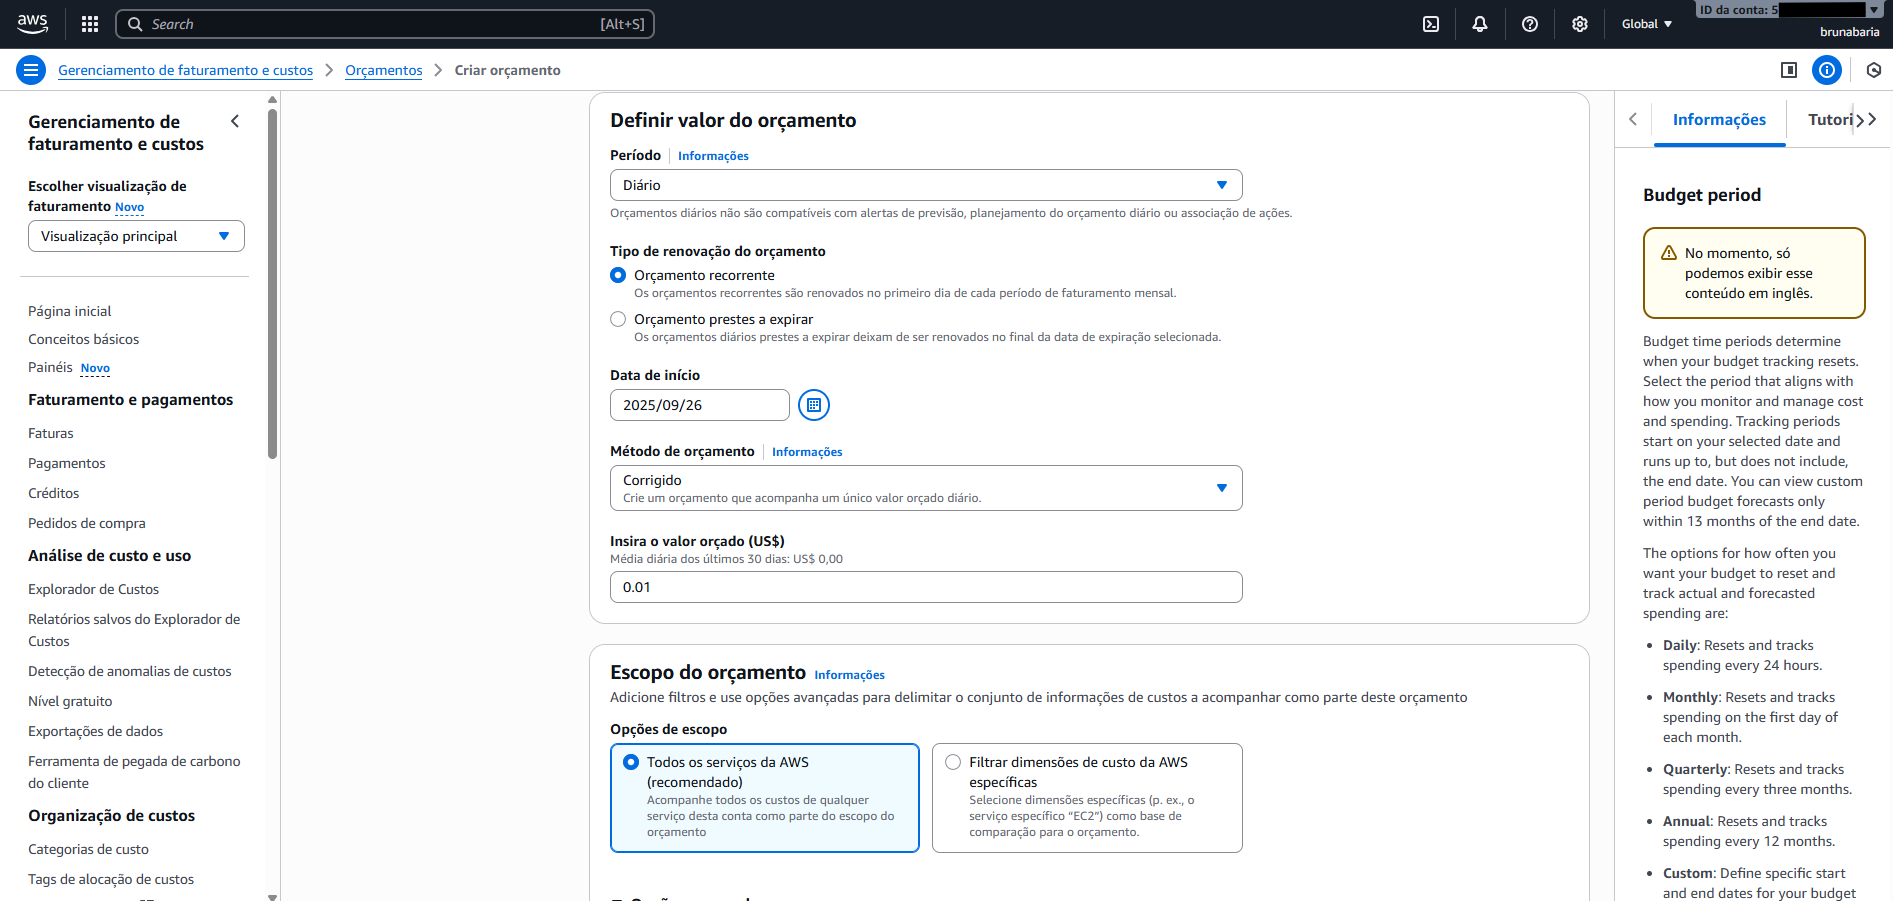 aws
Search
[Alt+S]
Global
ID da conta: 5
brunabaria
Gerenciamento de faturamento e custos
Orçamentos
Criar orçamento
Gerenciamento de
faturamento e custos
Escolher visualização de
faturamento Novo
Visualização principal
Página inicial
Conceitos básicos
Painéis Novo
Faturamento e pagamentos
Faturas
Pagamentos
Créditos
Pedidos de compra
Análise de custo e uso
Explorador de Custos
Relatórios salvos do Explorador de
Custos
Detecção de anomalias de custos
Nível gratuito
Exportações de dados
Ferramenta de pegada de carbono
do cliente
Organização de custos
Categorias de custo
Tags de alocação de custos
Definir valor do orçamento
Período Informações
Diário
Orçamentos diários não são compatíveis com alertas de previsão, planejamento do orçamento diário ou associação de ações.
Tipo de renovação do orçamento
Orçamento recorrente
Os orçamentos recorrentes são renovados no primeiro dia de cada período de faturamento mensal.
Orçamento prestes a expirar
Os orçamentos diários prestes a expirar deixam de ser renovados no final da data de expiração selecionada.
Data de início
2025/09/26
Método de orçamento Informações
Corrigido
Crie um orçamento que acompanha um único valor orçado diário.
Insira o valor orçado (US$)
Média diária dos últimos 30 dias: US$ 0,00
0.01
Escopo do orçamento Informações
Adicione filtros e use opções avançadas para delimitar o conjunto de informações de custos a acompanhar como parte deste orçamento
Opções de escopo
Todos os serviços da AWS
(recomendado)
Acompanhe todos os custos de qualquer
serviço desta conta como parte do escopo do
orçamento
Filtrar dimensões de custo da AWS
específicas
Selecione dimensões específicas (p. ex., o
serviço específico “EC2”) como base de
comparação para o orçamento.
Informações
Tutori
Budget period
No momento, só
podemos exibir esse
conteúdo em inglês.
Budget time periods determine
when your budget tracking resets.
Select the period that aligns with
how you monitor and manage cost
and spending. Tracking periods
start on your selected date and
runs up to, but does not include,
the end date. You can view custom
period budget forecasts only
within 13 months of the end date.
The options for how often you
want your budget to reset and
track actual and forecasted
spending are:
Daily: Resets and tracks
spending every 24 hours.
Monthly: Resets and tracks
spending on the first day of
each month.
Quarterly: Resets and tracks
spending every three months.
Annual: Resets and tracks
spending every 12 months.
Custom: Define specific start
and end dates for your budget